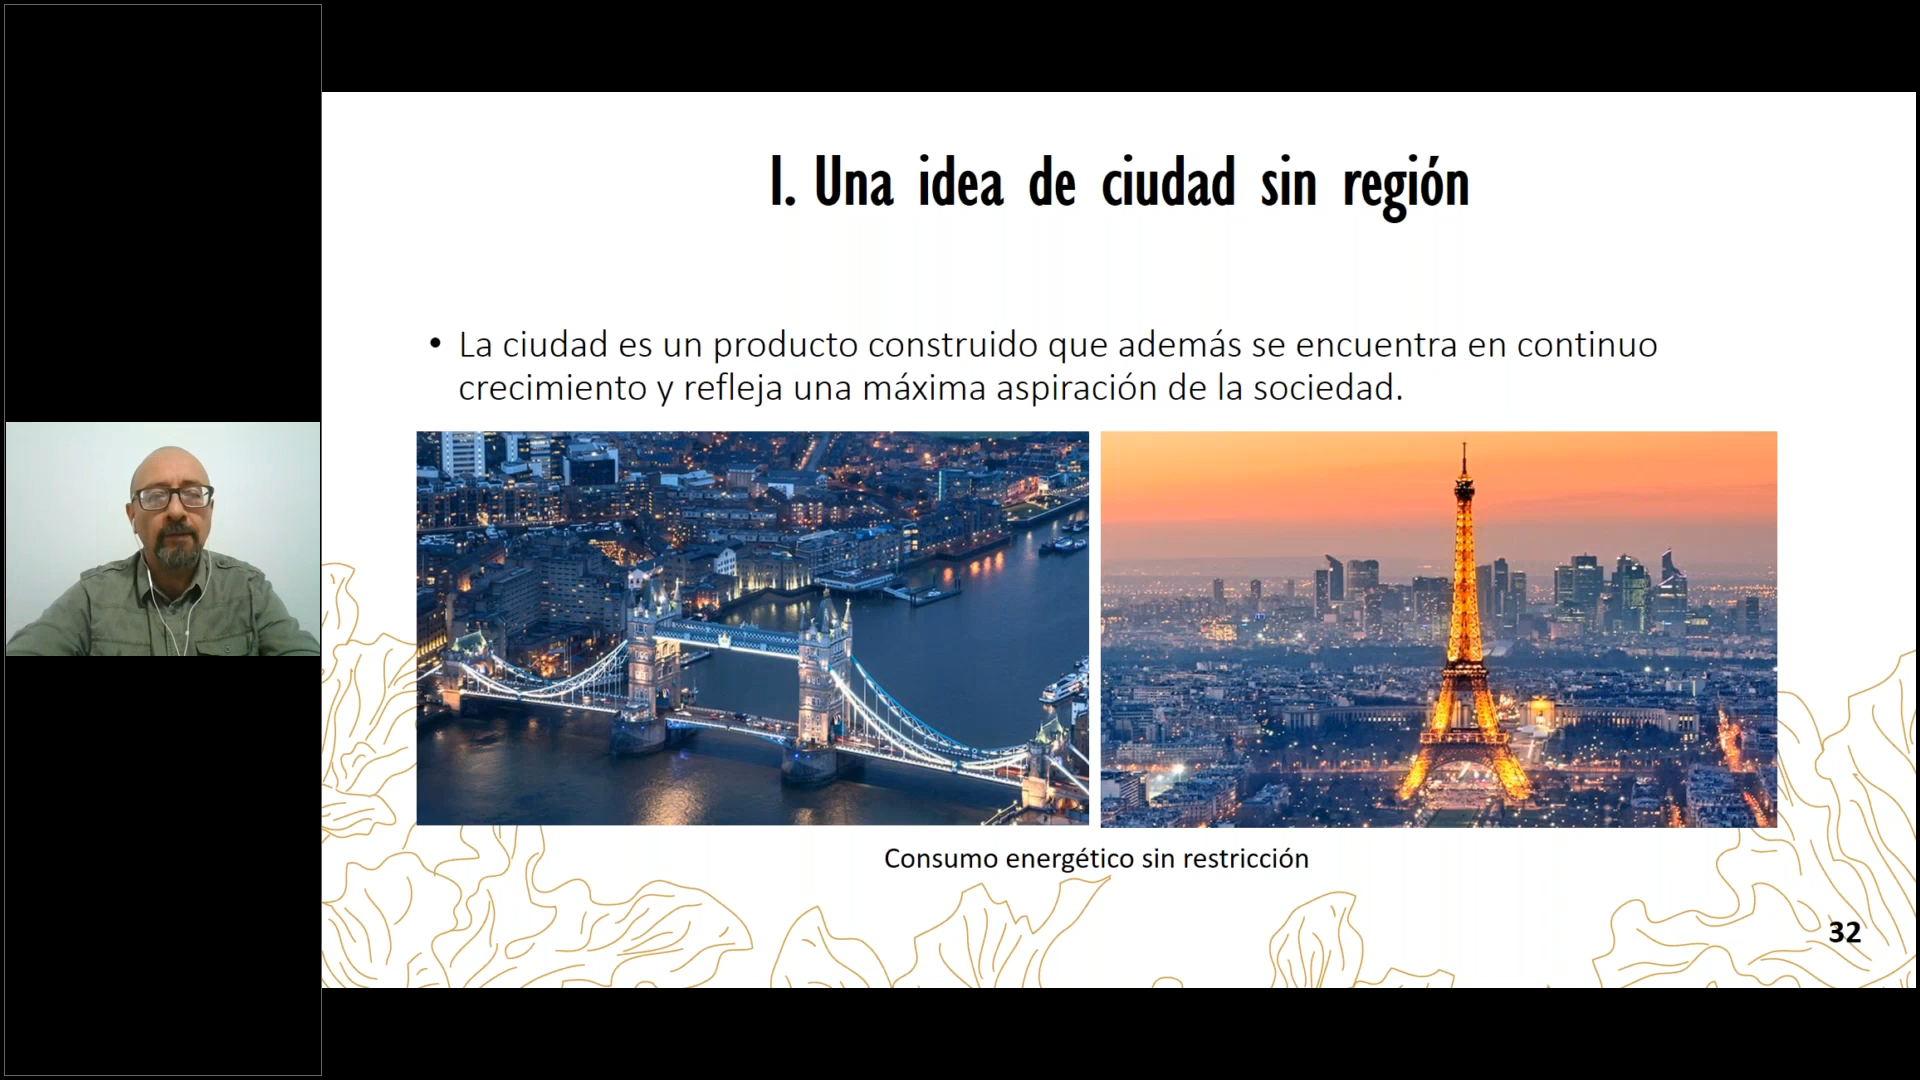 I. Una idea de ciudad sin región
• La ciudad es un producto construido que además se encuentra en continuo
crecimiento y refleja una máxima aspiración de la sociedad.
Consumo energético sin restricción
32